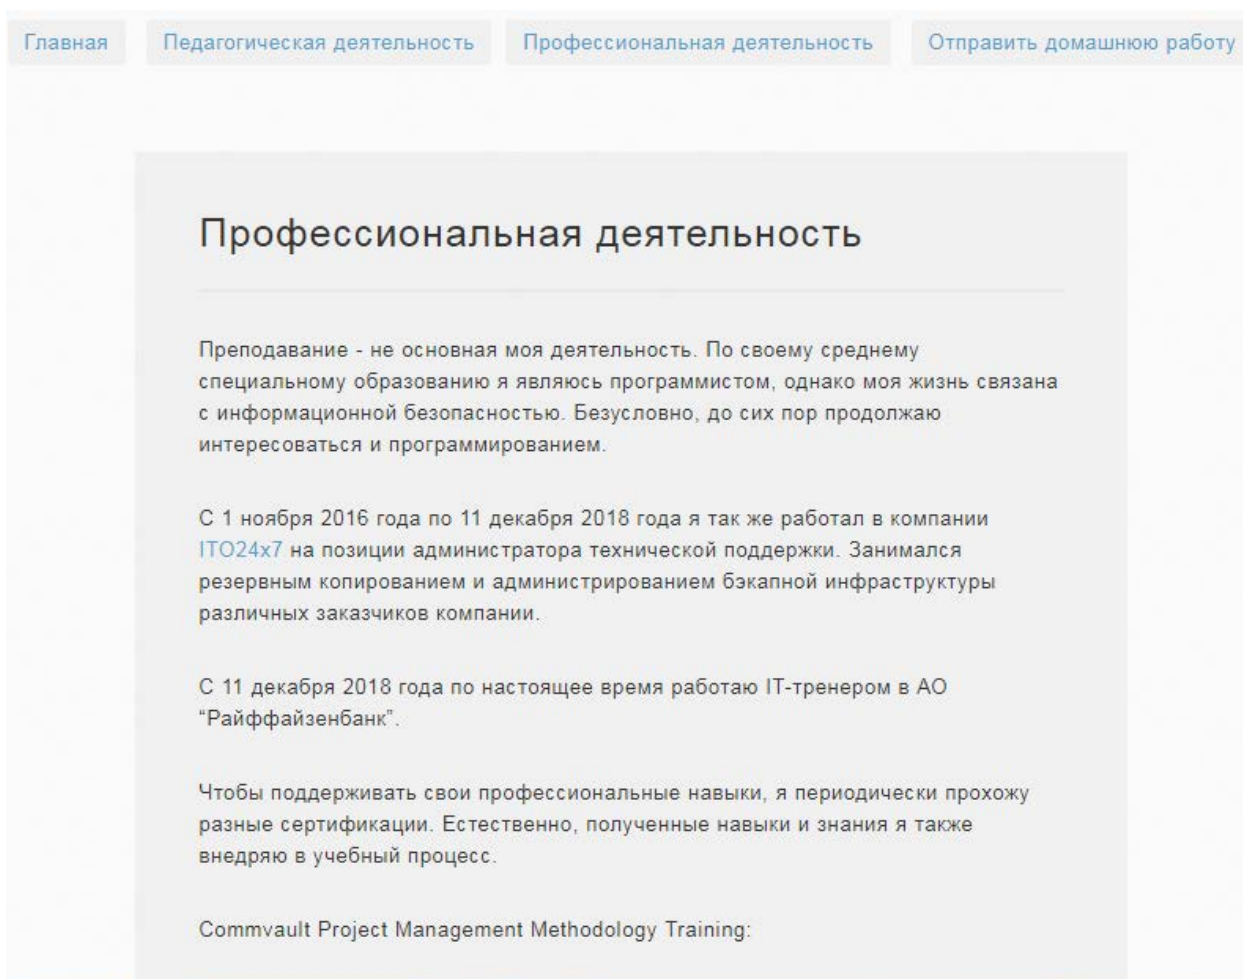 Главная Педагогическая деятельность Профессиональная деятельность Отправить домашнюю работу
Профессиональная деятельность
Преподавание - не основная моя деятельность. По своему среднему
специальному образованию я являюсь программистом, однако моя жизнь связана
с информационной безопасностью. Безусловно, до сих пор продолжаю
интересоваться и программированием.
С 1 ноября 2016 года по 11 декабря 2018 года я так же работал в компании
ITO24x7 на позиции администратора технической поддержки. Занимался
резервным копированием и администрированием бэкапной инфраструктуры
различных заказчиков компании.
С 11 декабря 2018 года по настоящее время работаю IT-тренером в АО
“Райффайзенбанк”.
Чтобы поддерживать свои профессиональные навыки, я периодически прохожу
разные сертификации. Естественно, полученные навыки и знания я также
внедряю в учебный процесс.
Commvault Project Management Methodology Training: